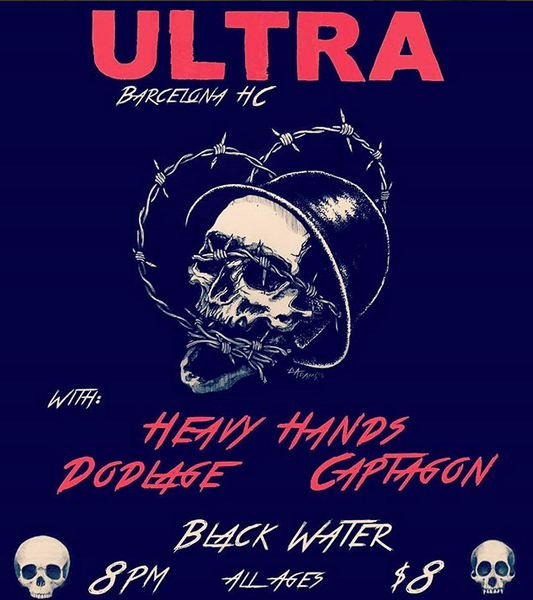 ULTRA
BARCELONA HC
WITH:
HEAVY HANDS
DODLAGE CAPTAGON
BLACK WATER
8PM ALL AGES $8